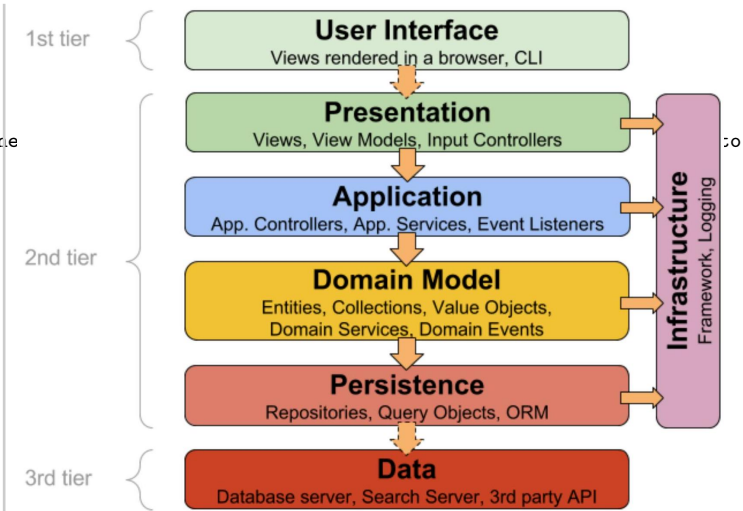 1st tier
User Interface
Views rendered in a browser, CLI
Presentation
Views, View Models, Input Controllers
Application
App. Controllers, App. Services, Event Listeners
2nd tier
Domain Model
Entities, Collections, Value Objects,
Domain Services, Domain Events
Persistence
Repositories, Query Objects, ORM
Infrastructure
Framework, Logging
3rd tier
Data
Database server, Search Server, 3rd party API